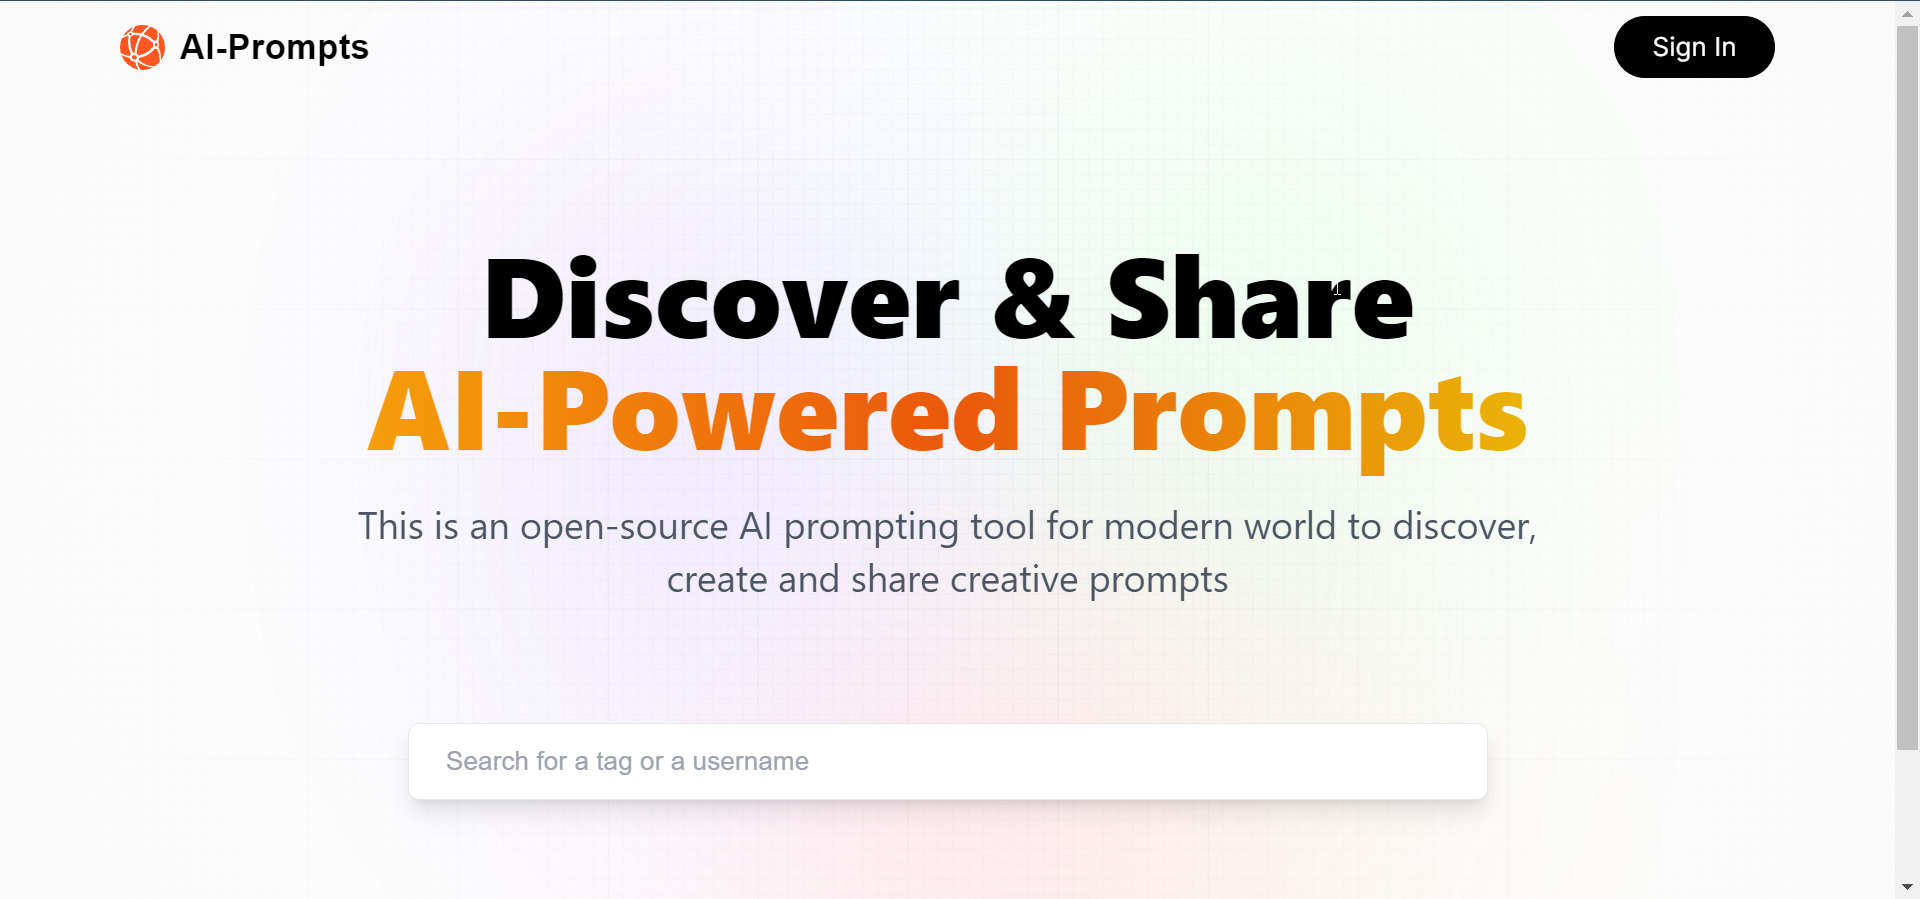 AI-Prompts
Sign In
Discover & Share
AI-Powered Prompts
This is an open-source AI prompting tool for modern world to discover,
create and share creative prompts
Search for a tag or a username